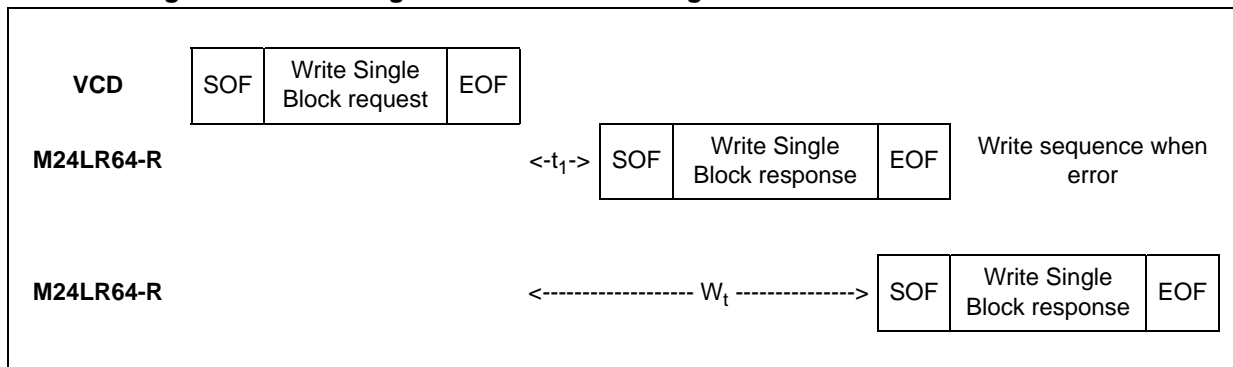 VCD
SOF
Write Single
Block request
EOF
M24LR64-R
<-t1->
SOF
Write Single
Block response
EOF
Write sequence when
error
M24LR64-R
<------------------- Wt --------------->
SOF
Write Single
Block response
EOF